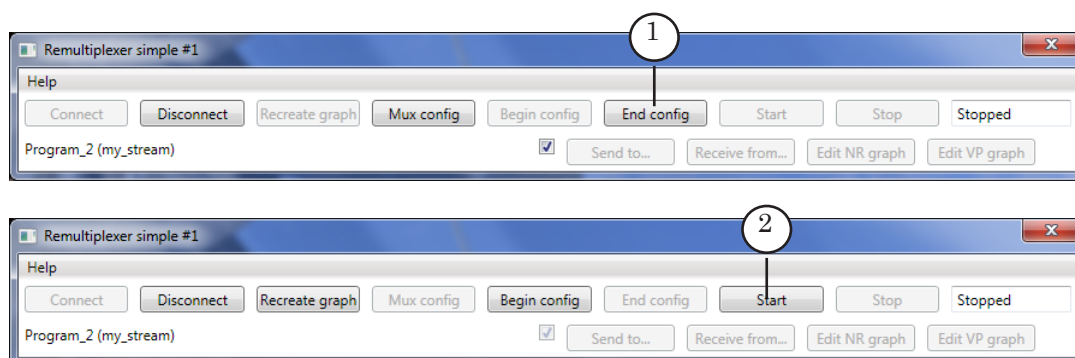 1
Remultiplexer simple #1
x
Help
Connect Disconnect Recreate graph Mux config Begin config End config Start Stop Stopped
Program_2 (my_stream) Send to... Receive from... Edit NR graph Edit VP graph
2
Remultiplexer simple #1
x
Help
Connect Disconnect Recreate graph Mux config Begin config End config Start Stop Stopped
Program_2 (my_stream) Send to... Receive from... Edit NR graph Edit VP graph